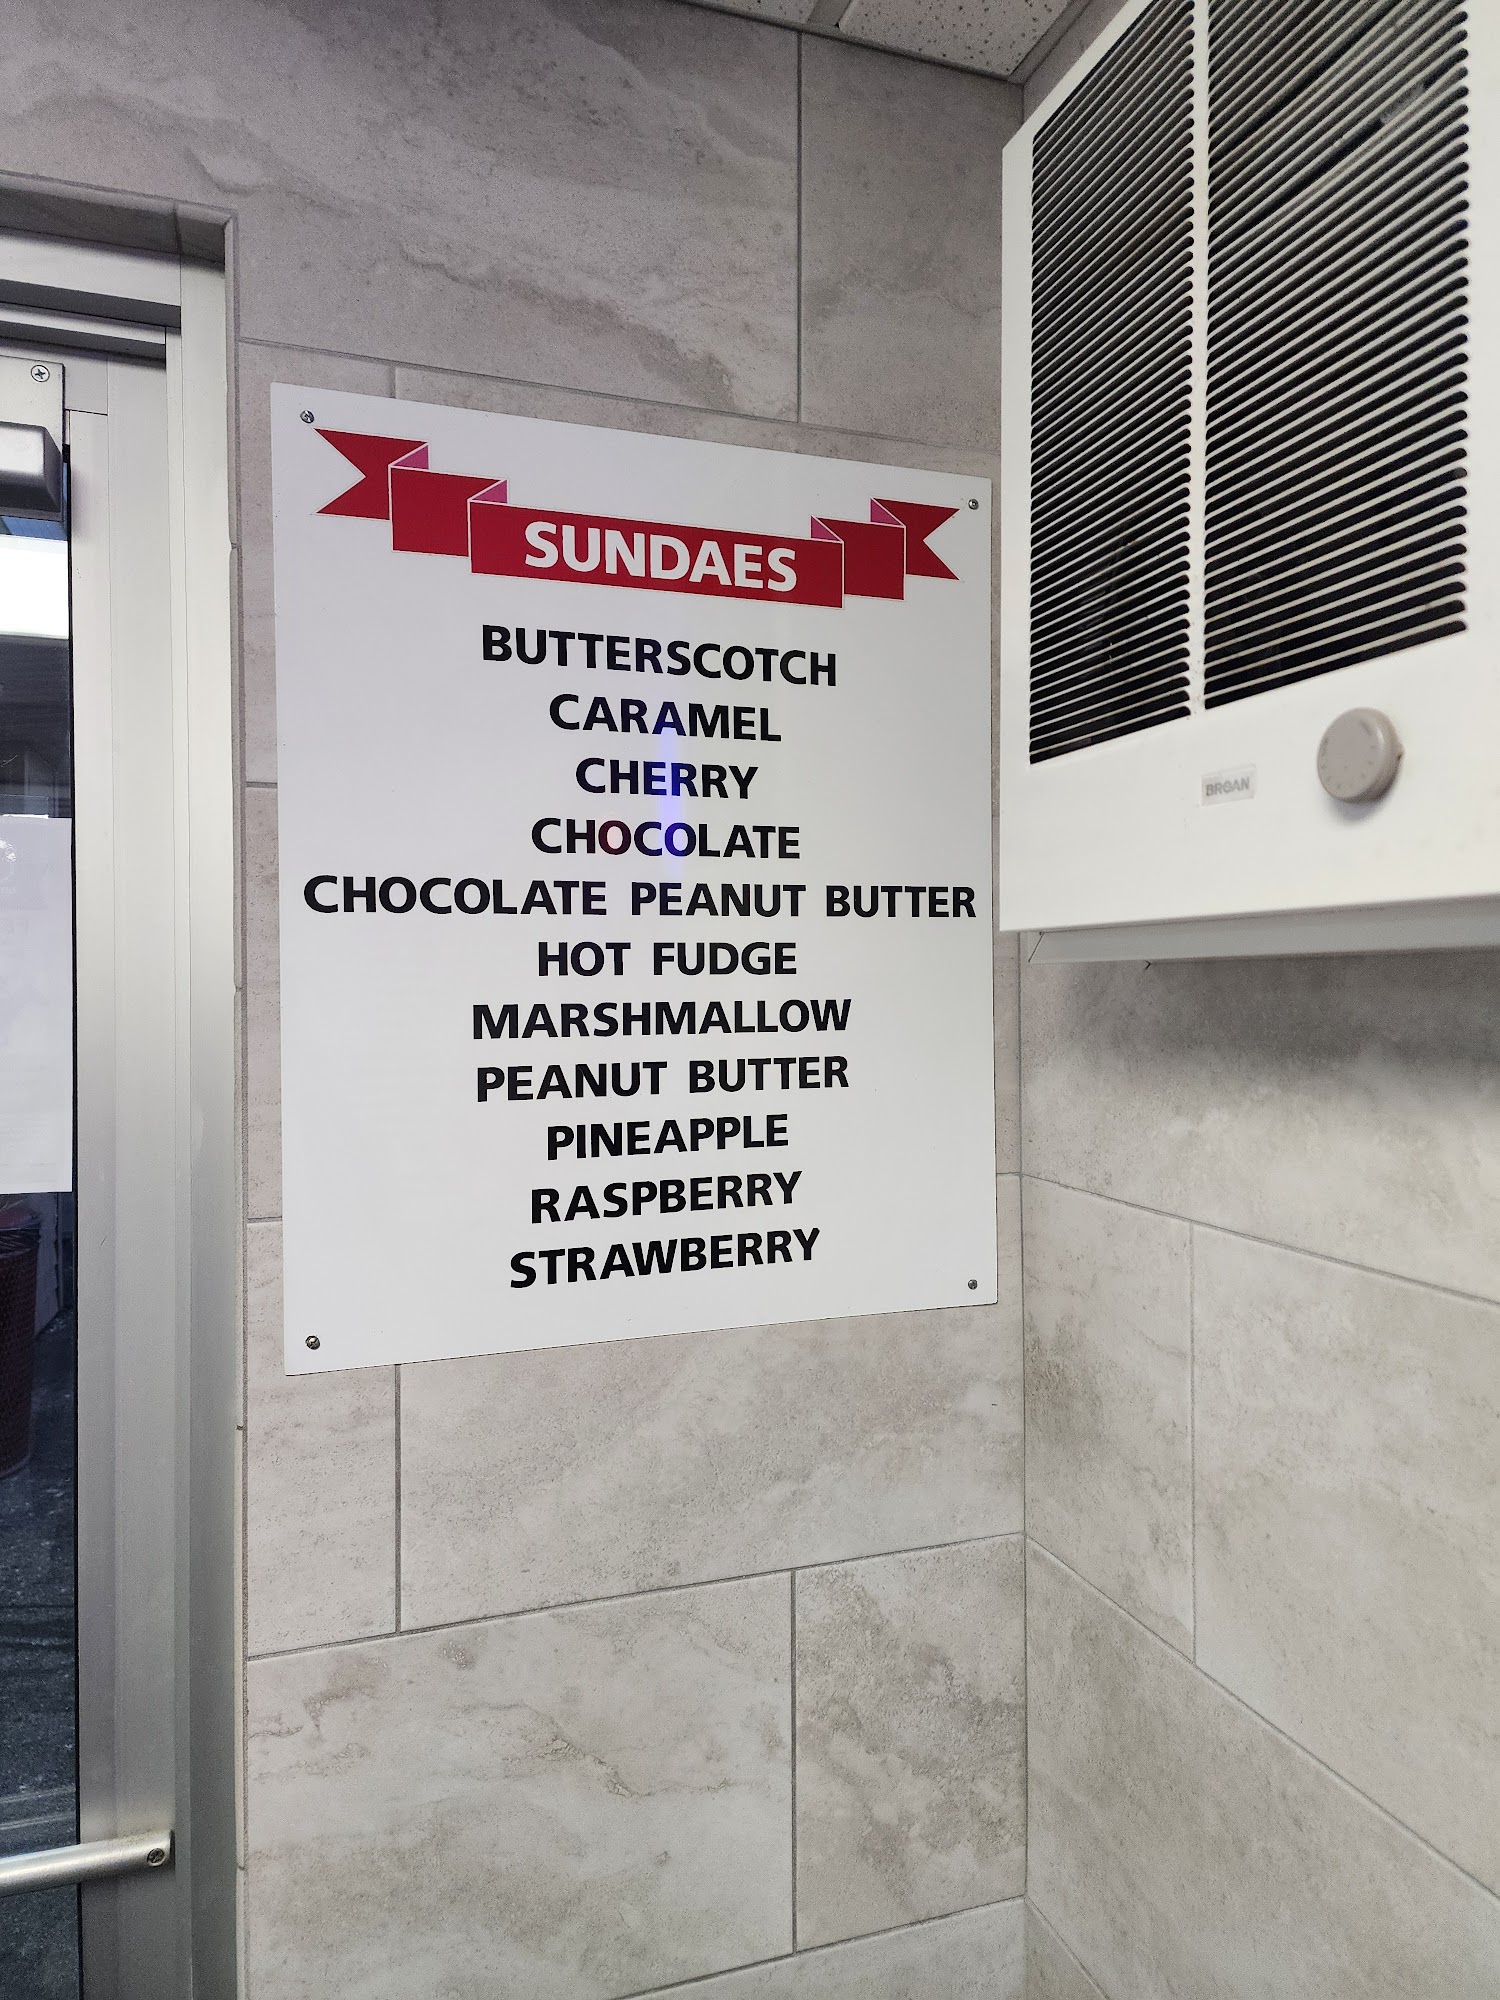 SUNDAES
BUTTERSCOTCH
CARAMEL
CHERRY
CHOCOLATE
CHOCOLATE PEANUT BUTTER
HOT FUDGE
MARSHMALLOW
PEANUT BUTTER
PINEAPPLE
RASPBERRY
STRAWBERRY
BROAN